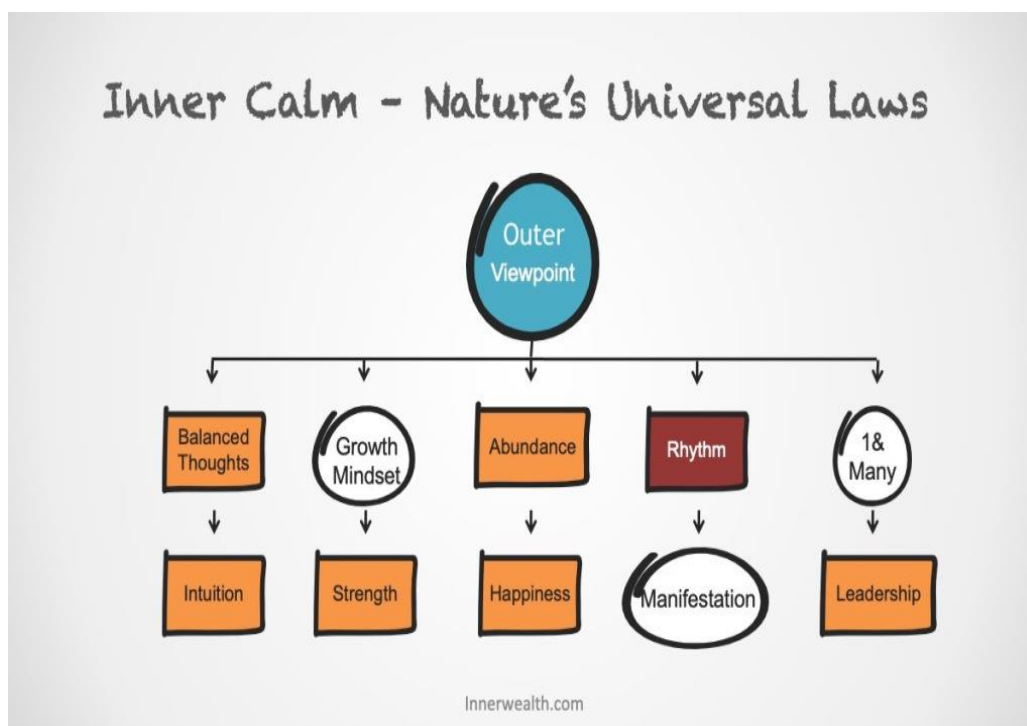 Inner Calm - Nature's Universal Laws
Outer
Viewpoint
Balanced
Thoughts
Growth
Mindset
Abundance
Rhythm
1&
Many
Intuition
Strength
Happiness
Manifestation
Leadership
Innerwealth.com